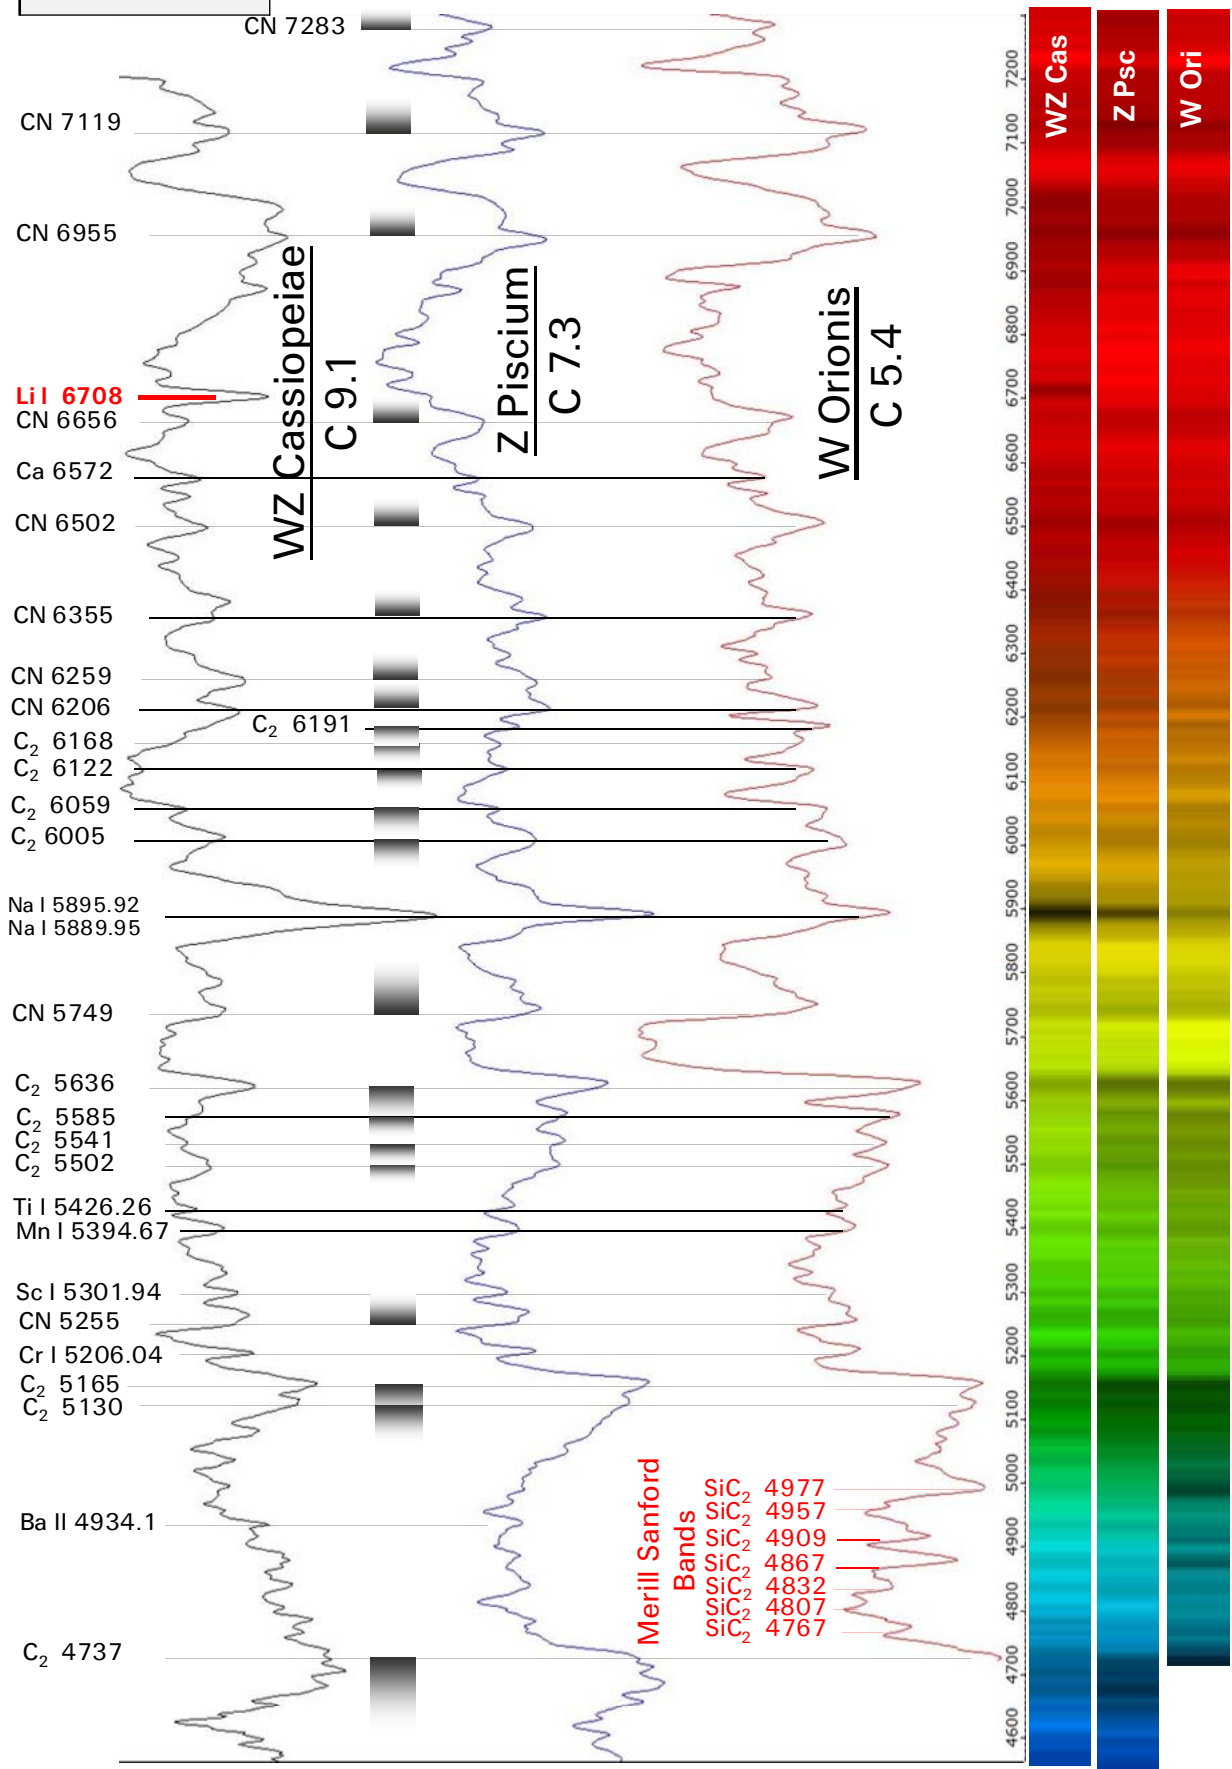 CN 7283
CN 7119
CN 6955
Li I 6708
CN 6656
Ca 6572
CN 6502
CN 6355
CN 6259
CN 6206
C₂ 6191
C₂ 6168
C₂ 6122
C₂ 6059
C₂ 6005
Na I 5895.92
Na I 5889.95
CN 5749
C₂ 5636
C₂ 5585
C₂ 5541
C₂ 5502
Ti I 5426.26
Mn I 5394.67
Sc I 5301.94
CN 5255
Cr I 5206.04
C₂ 5165
C₂ 5130
Ba II 4934.1
C₂ 4737
WZ Cassiopeiae
C 9.1
Z Piscium
C 7.3
W Orionis
C 5.4
Merill Sanford
Bands
SiC₂ 4977
SiC₂ 4957
SiC₂ 4909
SiC₂ 4867
SiC₂ 4832
SiC₂ 4807
SiC₂ 4767
7200
7100
7000
6900
6800
6700
6600
6500
6400
6300
6200
6100
6000
5900
5800
5700
5600
5500
5400
5300
5200
5100
5000
4900
4800
4700
4600
WZ Cas
Z Psc
W Ori